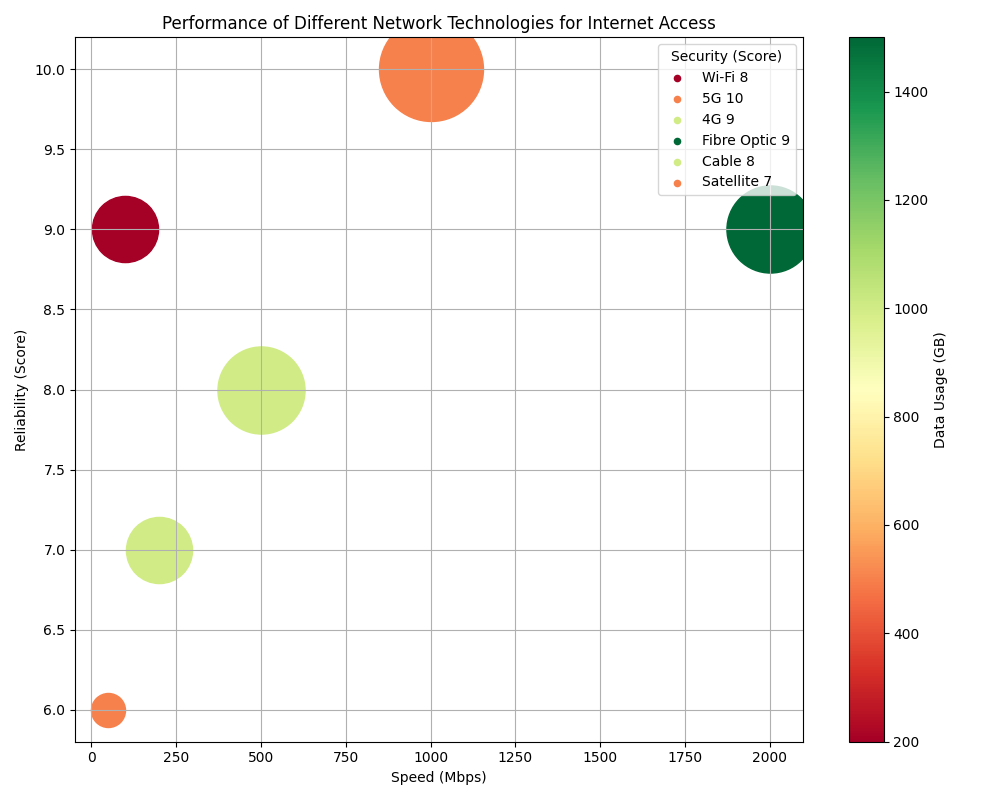 Performance of Different Network Technologies for Internet Access
Security (Score)
Wi-Fi 8
5G 10
4G 9
Fibre Optic 9
Cable 8
Satellite 7
10.0
9.5
9.0
8.5
8.0
7.5
7.0
6.5
6.0
Reliability (Score)
0 250 500 750 1000 1250 1500 1750 2000
Speed (Mbps)
1400
1200
1000
800
600
400
200
Data Usage (GB)